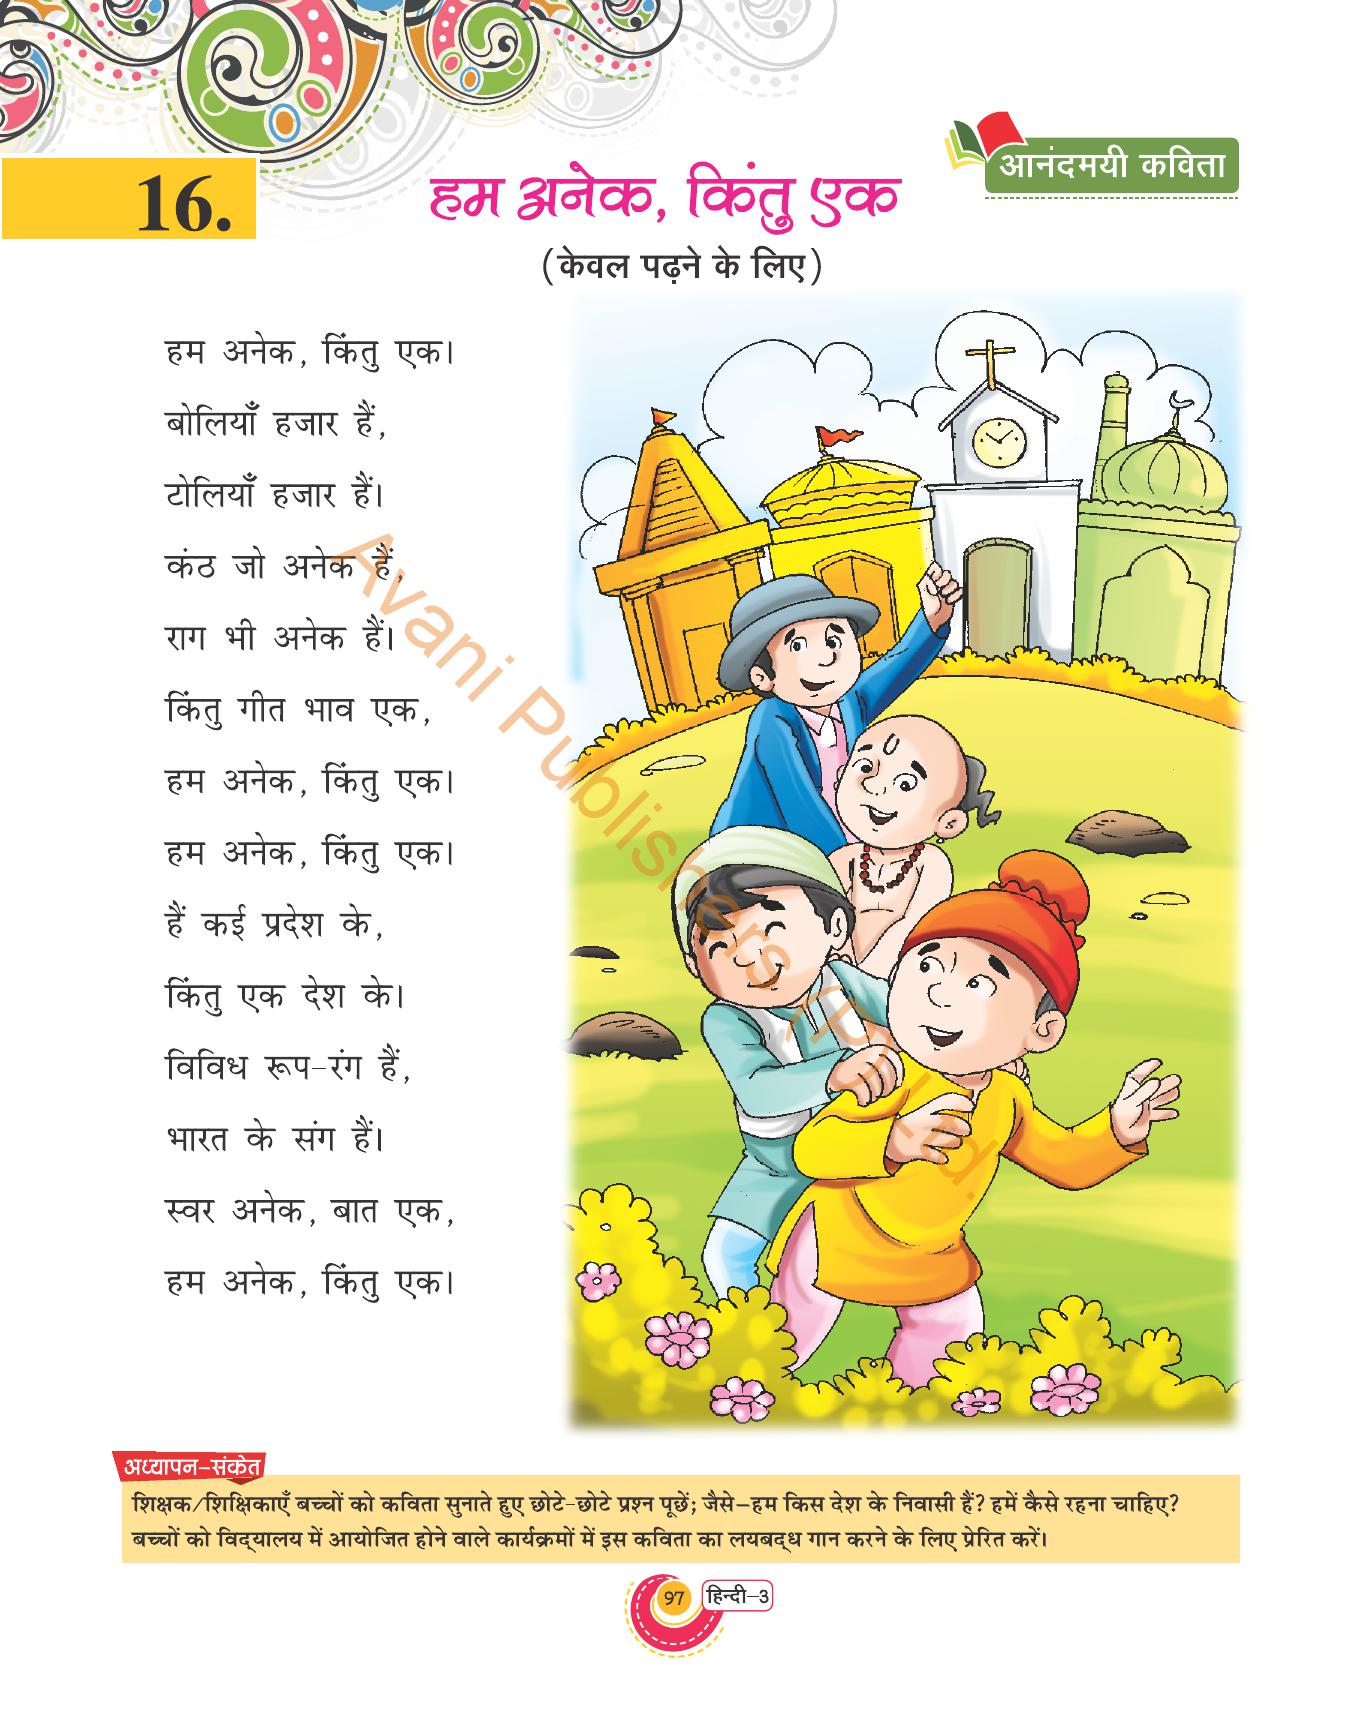 आनंदमयी कविता
16.
हम अनेक, किंतु एक
(केवल पढ़ने के लिए)
हम अनेक, किंतु एक।
बोलियाँ हजार हैं,
टोलियाँ हजार हैं।
कंठ जो अनेक हैं,
राग भी अनेक हैं।
किंतु गीत भाव एक,
हम अनेक, किंतु एक।
हम अनेक, किंतु एक।
हैं कई प्रदेश के,
किंतु एक देश के।
विविध रूप-रंग हैं,
भारत के संग हैं।
स्वर अनेक, बात एक,
हम अनेक, किंतु एक।
Avani Publishers (P) Ltd.
अध्यापन-संकेत
शिक्षक/शिक्षिकाएँ बच्चों को कविता सुनाते हुए छोटे-छोटे प्रश्न पूछें; जैसे–हम किस देश के निवासी हैं? हमें कैसे रहना चाहिए?
बच्चों को विद्यालय में आयोजित होने वाले कार्यक्रमों में इस कविता का लयबद्ध गान करने के लिए प्रेरित करें।
97
हिन्दी–3